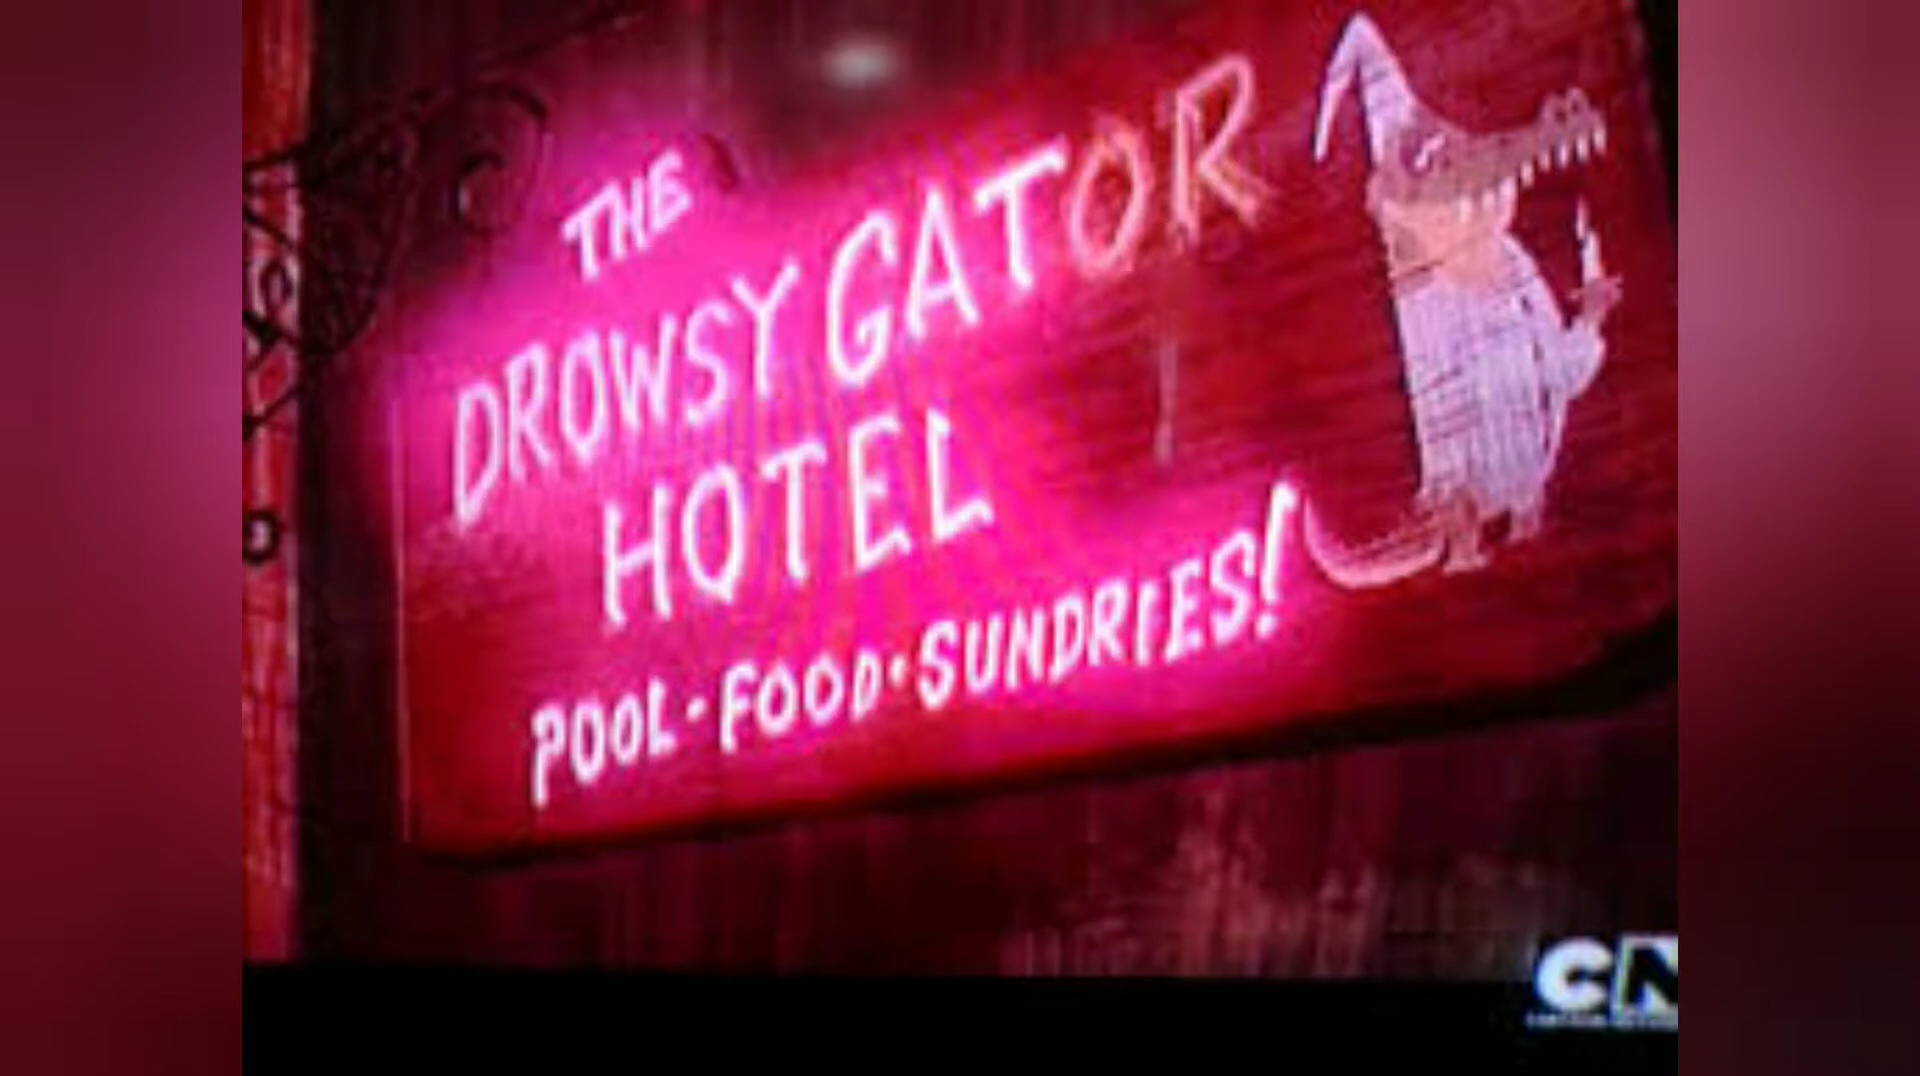 THE
DROWSY GATOR
HOTEL
POOL · FOOD · SUNDRIES!
CN